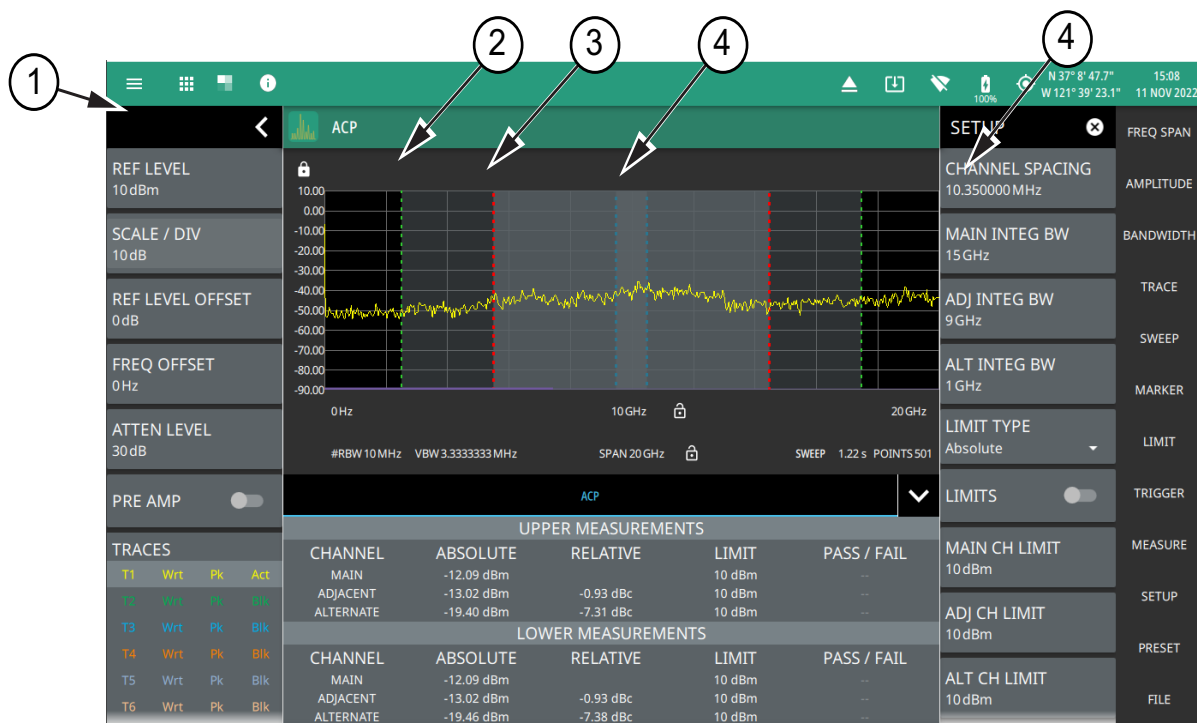 1
2
3
4
4
100%
N 37° 8' 47.7"
W 121° 39' 23.1"
15:08
11 NOV 2022
REF LEVEL
10 dBm
SCALE / DIV
10 dB
REF LEVEL OFFSET
0 dB
FREQ OFFSET
0 Hz
ATTEN LEVEL
30 dB
PRE AMP
TRACES
T1 Wrt Pk Act
T2 Wrt Pk Blk
T3 Wrt Pk Blk
T4 Wrt Pk Blk
T5 Wrt Pk Blk
T6 Wrt Pk Blk
ACP
10.00
0.00
-10.00
-20.00
-30.00
-40.00
-50.00
-60.00
-70.00
-80.00
-90.00
0 Hz 10 GHz 20 GHz
#RBW 10 MHz VBW 3.3333333 MHz SPAN 20 GHz SWEEP 1.22 s POINTS 501
ACP
UPPER MEASUREMENTS
CHANNEL ABSOLUTE RELATIVE LIMIT PASS / FAIL
MAIN -12.09 dBm 10 dBm --
ADJACENT -13.02 dBm -0.93 dBc 10 dBm --
ALTERNATE -19.40 dBm -7.31 dBc 10 dBm --
LOWER MEASUREMENTS
CHANNEL ABSOLUTE RELATIVE LIMIT PASS / FAIL
MAIN -12.09 dBm 10 dBm --
ADJACENT -13.02 dBm -0.93 dBc 10 dBm --
ALTERNATE -19.46 dBm -7.38 dBc 10 dBm --
SETUP
CHANNEL SPACING
10.350000 MHz
MAIN INTEG BW
15 GHz
ADJ INTEG BW
9 GHz
ALT INTEG BW
1 GHz
LIMIT TYPE
Absolute
LIMITS
MAIN CH LIMIT
10 dBm
ADJ CH LIMIT
10 dBm
ALT CH LIMIT
10 dBm
FREQ SPAN
AMPLITUDE
BANDWIDTH
TRACE
SWEEP
MARKER
LIMIT
TRIGGER
MEASURE
SETUP
PRESET
FILE